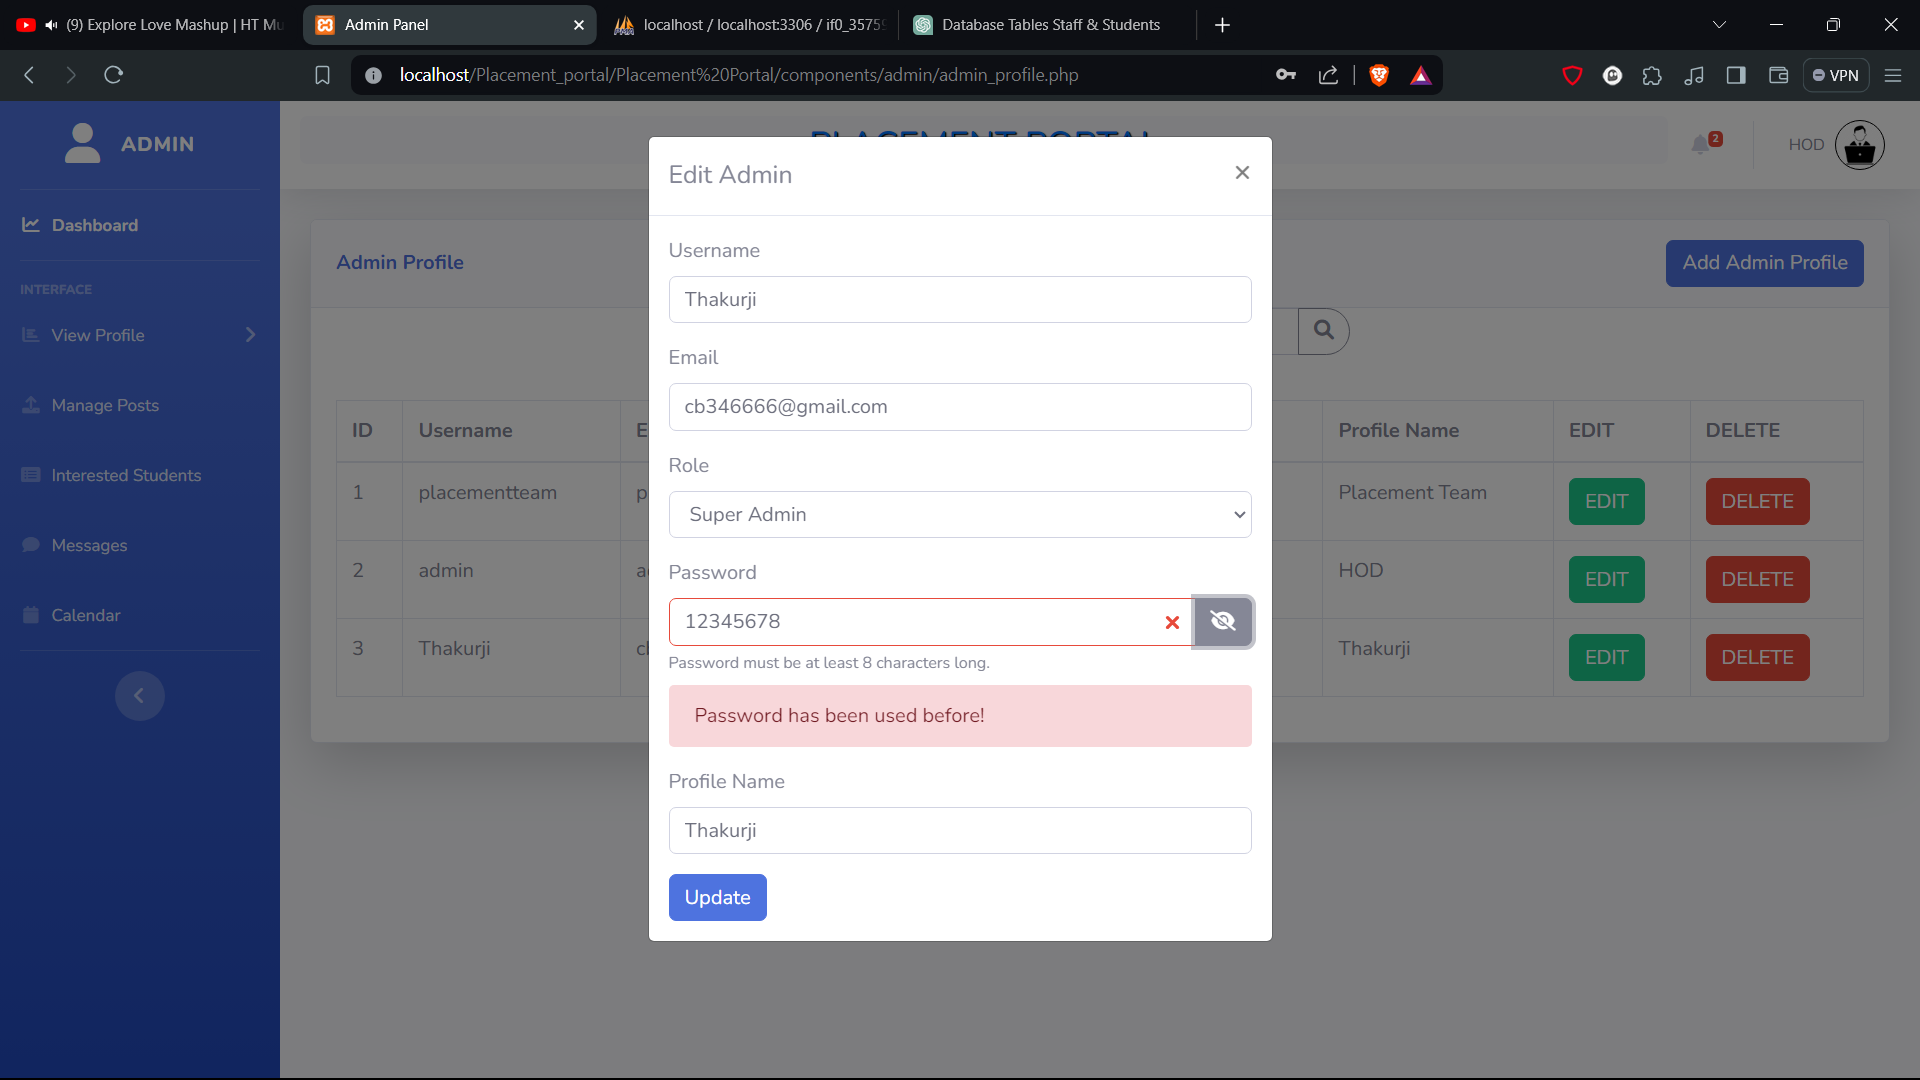 (9) Explore Love Mashup | HT Mu
Admin Panel
localhost / localhost:3306 / if0_3575
Database Tables Staff & Students
localhost/Placement_portal/Placement%20Portal/components/admin/admin_profile.php
VPN
ADMIN
PLACEMENT PORTAL
2
HOD
Dashboard
INTERFACE
View Profile
Manage Posts
Interested Students
Messages
Calendar
Admin Profile
Add Admin Profile
ID Username E Profile Name EDIT DELETE
1 placementteam p Placement Team EDIT DELETE
2 admin a HOD EDIT DELETE
3 Thakurji cl Thakurji EDIT DELETE
Edit Admin
Username
Thakurji
Email
cb346666@gmail.com
Role
Super Admin
Password
12345678
Password must be at least 8 characters long.
Password has been used before!
Profile Name
Thakurji
Update